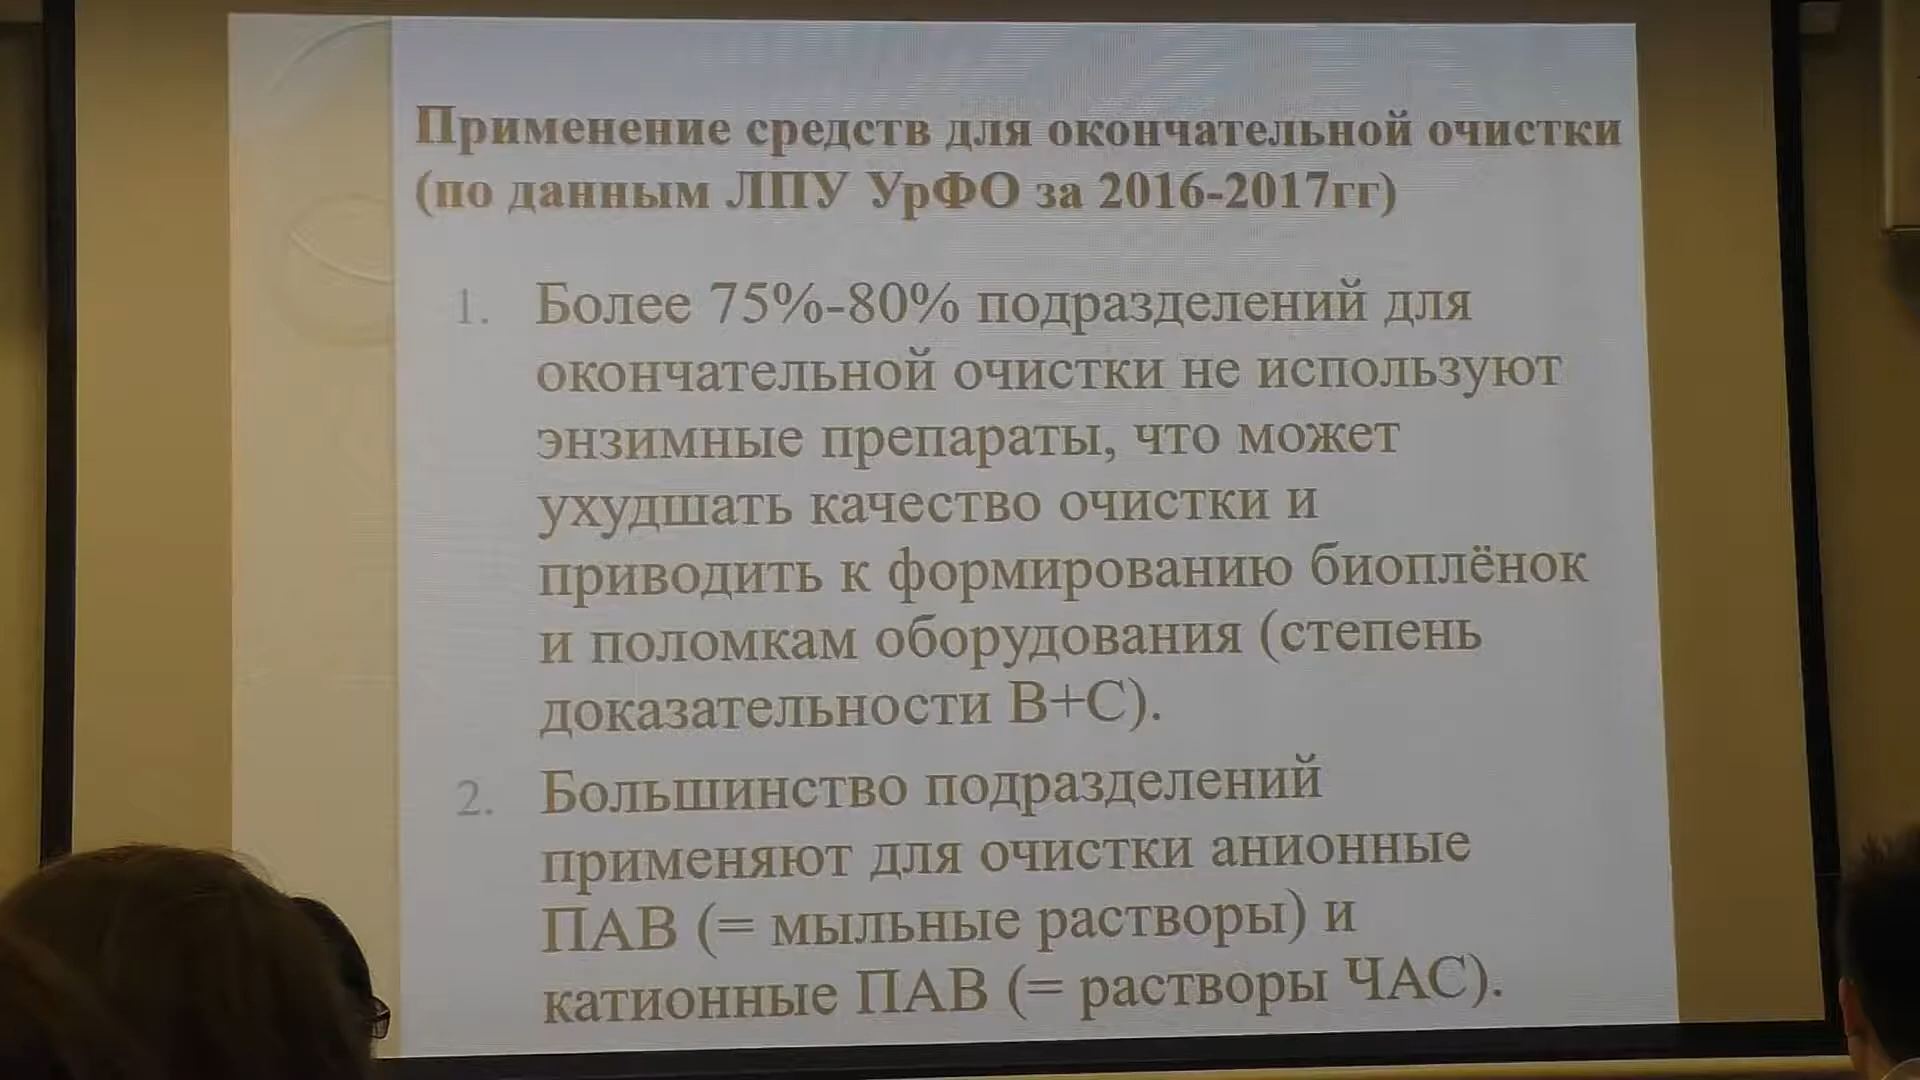 Применение средств для окончательной очистки
(по данным ЛПУ УрФО за 2016-2017гг)
1. Более 75%-80% подразделений для
окончательной очистки не используют
энзимные препараты, что может
ухудшать качество очистки и
приводить к формированию биоплёнок
и поломкам оборудования (степень
доказательности B+C).
2. Большинство подразделений
применяют для очистки анионные
ПАВ (= мыльные растворы) и
катионные ПАВ (= растворы ЧАС).